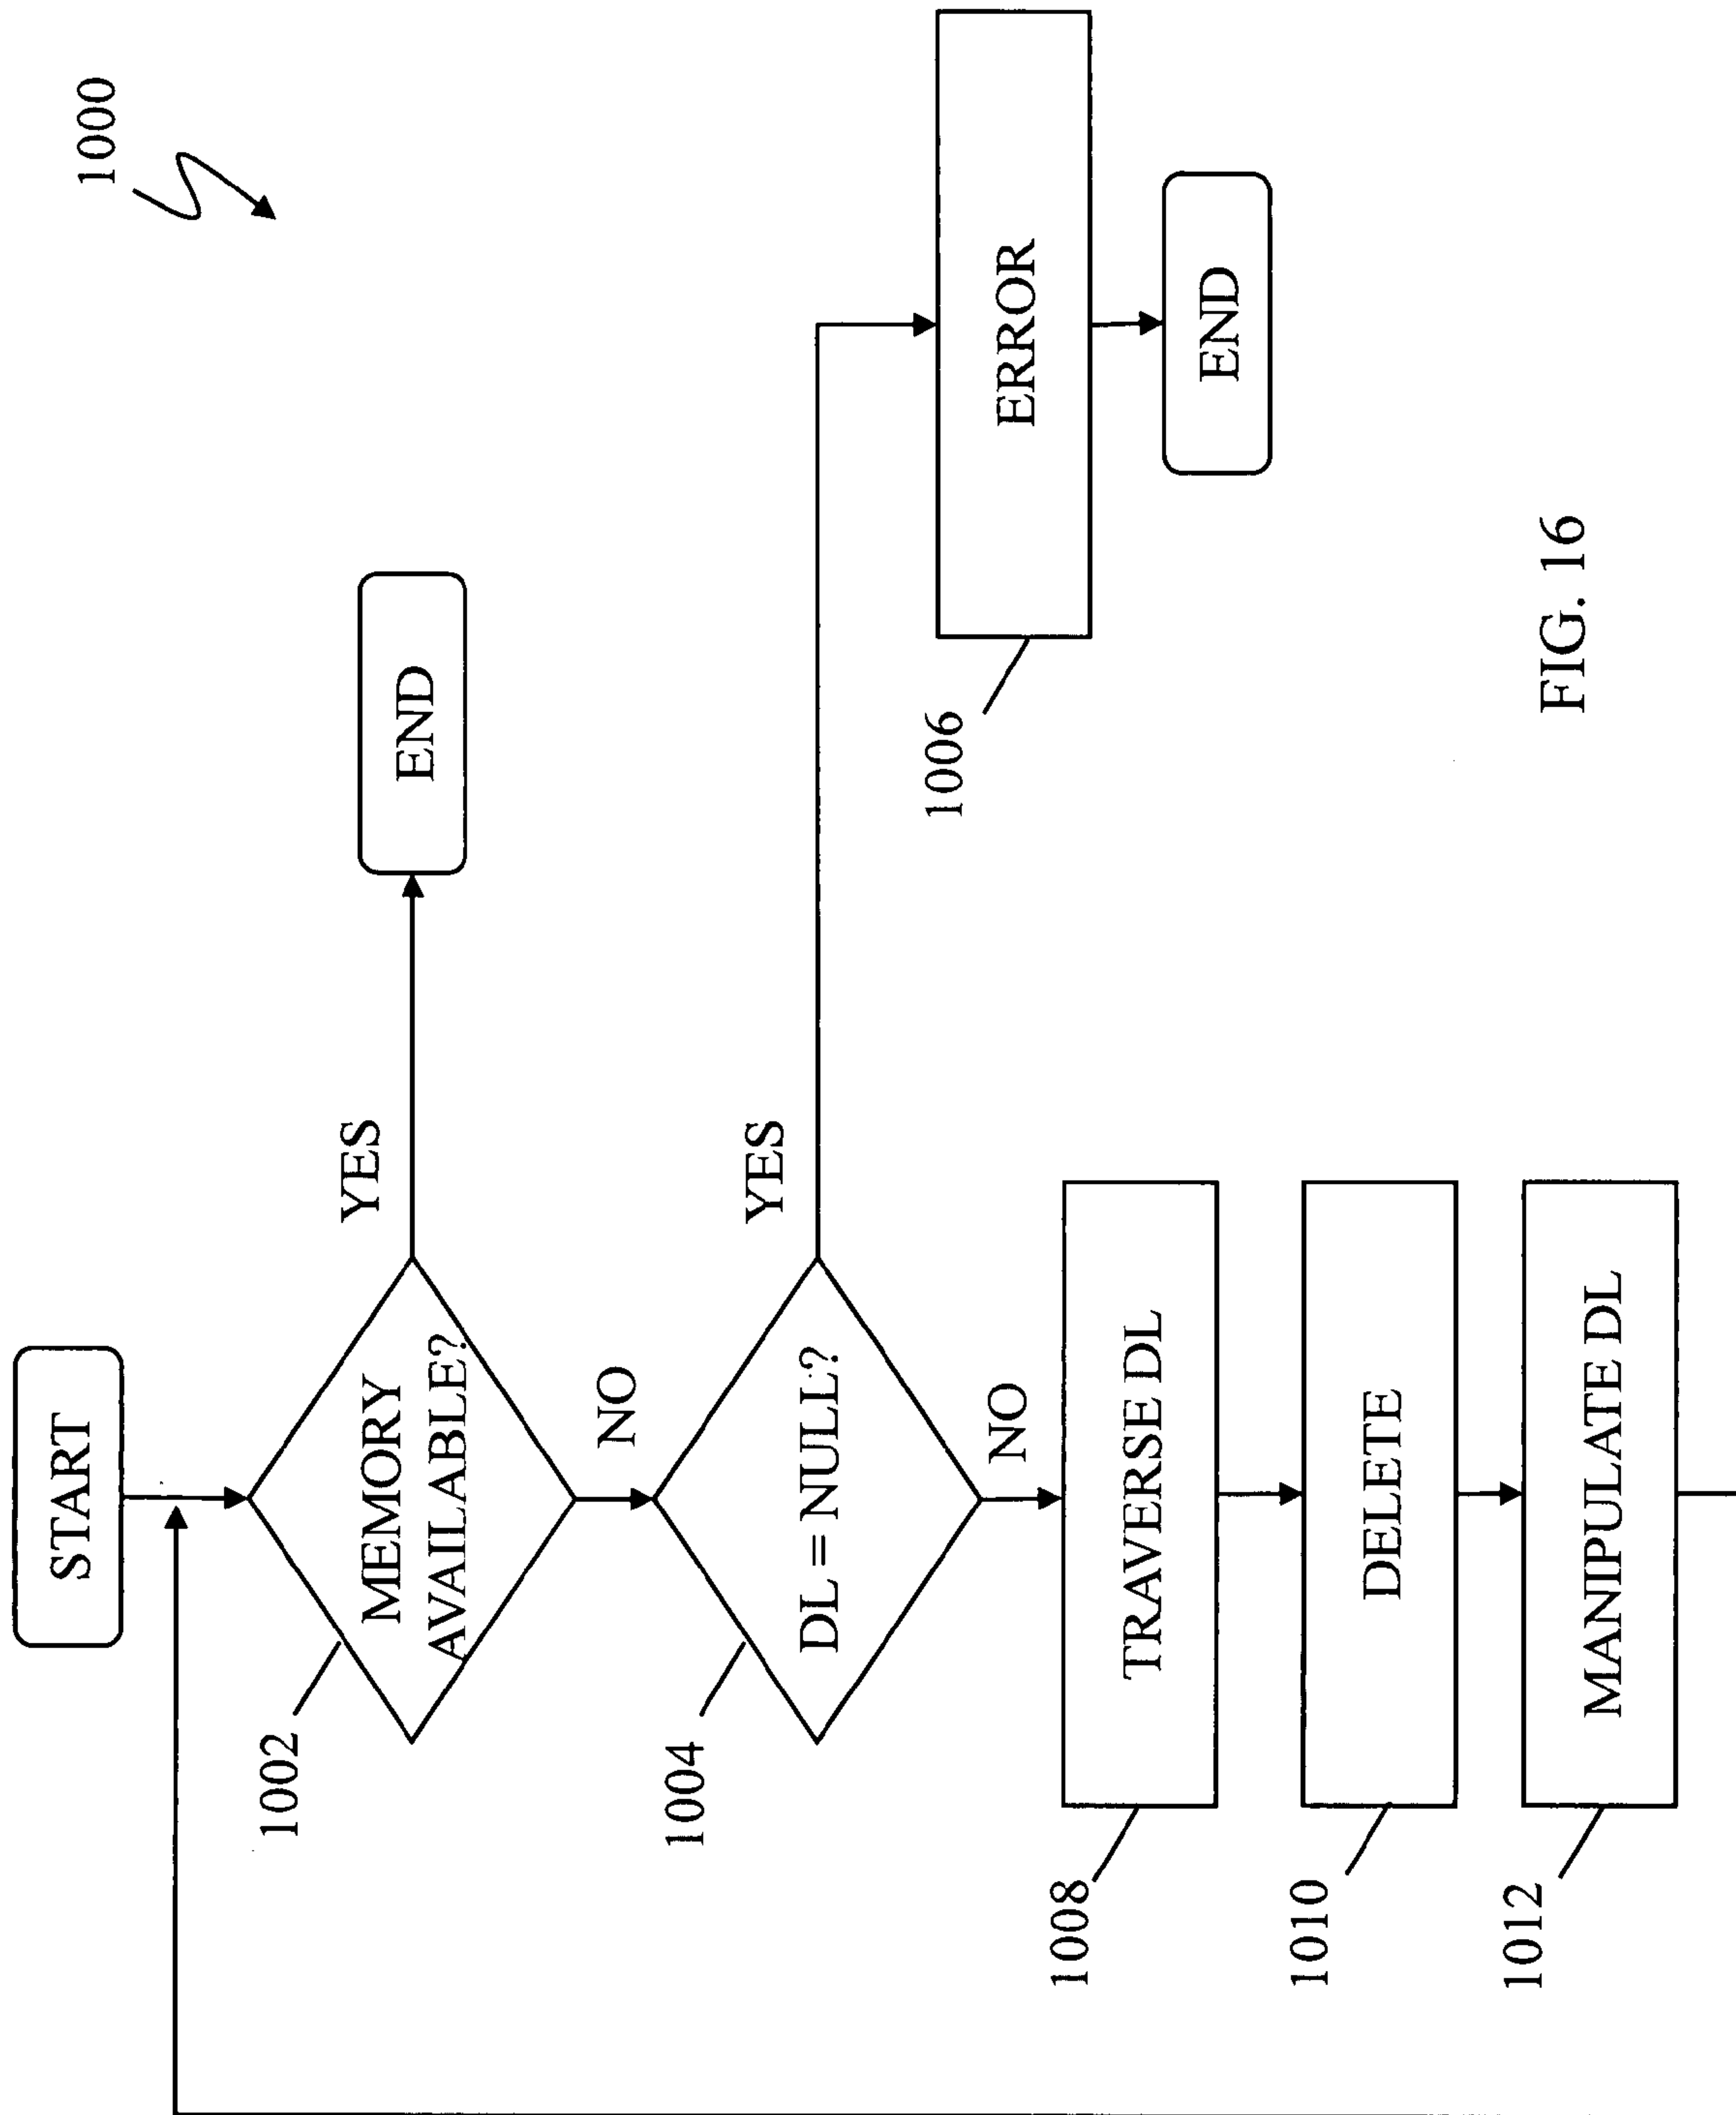 1000
START
1002
MEMORY
AVAILABLE?
YES
END
NO
1004
DL = NULL?
YES
1006
ERROR
END
NO
1008
TRAVERSE DL
1010
DELETE
1012
MANIPULATE DL
FIG. 16